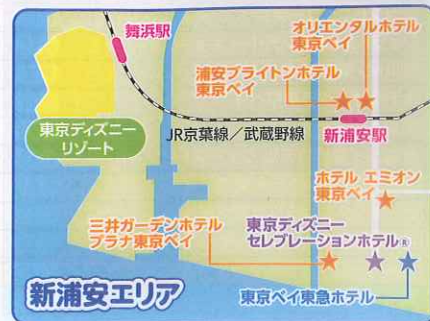 舞浜駅
オリエンタルホテル
東京ベイ
浦安ブライトンホテル
東京ベイ
東京ディズニー
リゾート
JR京葉線／武蔵野線
新浦安駅
ホテル エミオン
東京ベイ
三井ガーデンホテル
プラナ東京ベイ
東京ディズニー
セレブレーションホテル®
新浦安エリア
東京ベイ東急ホテル